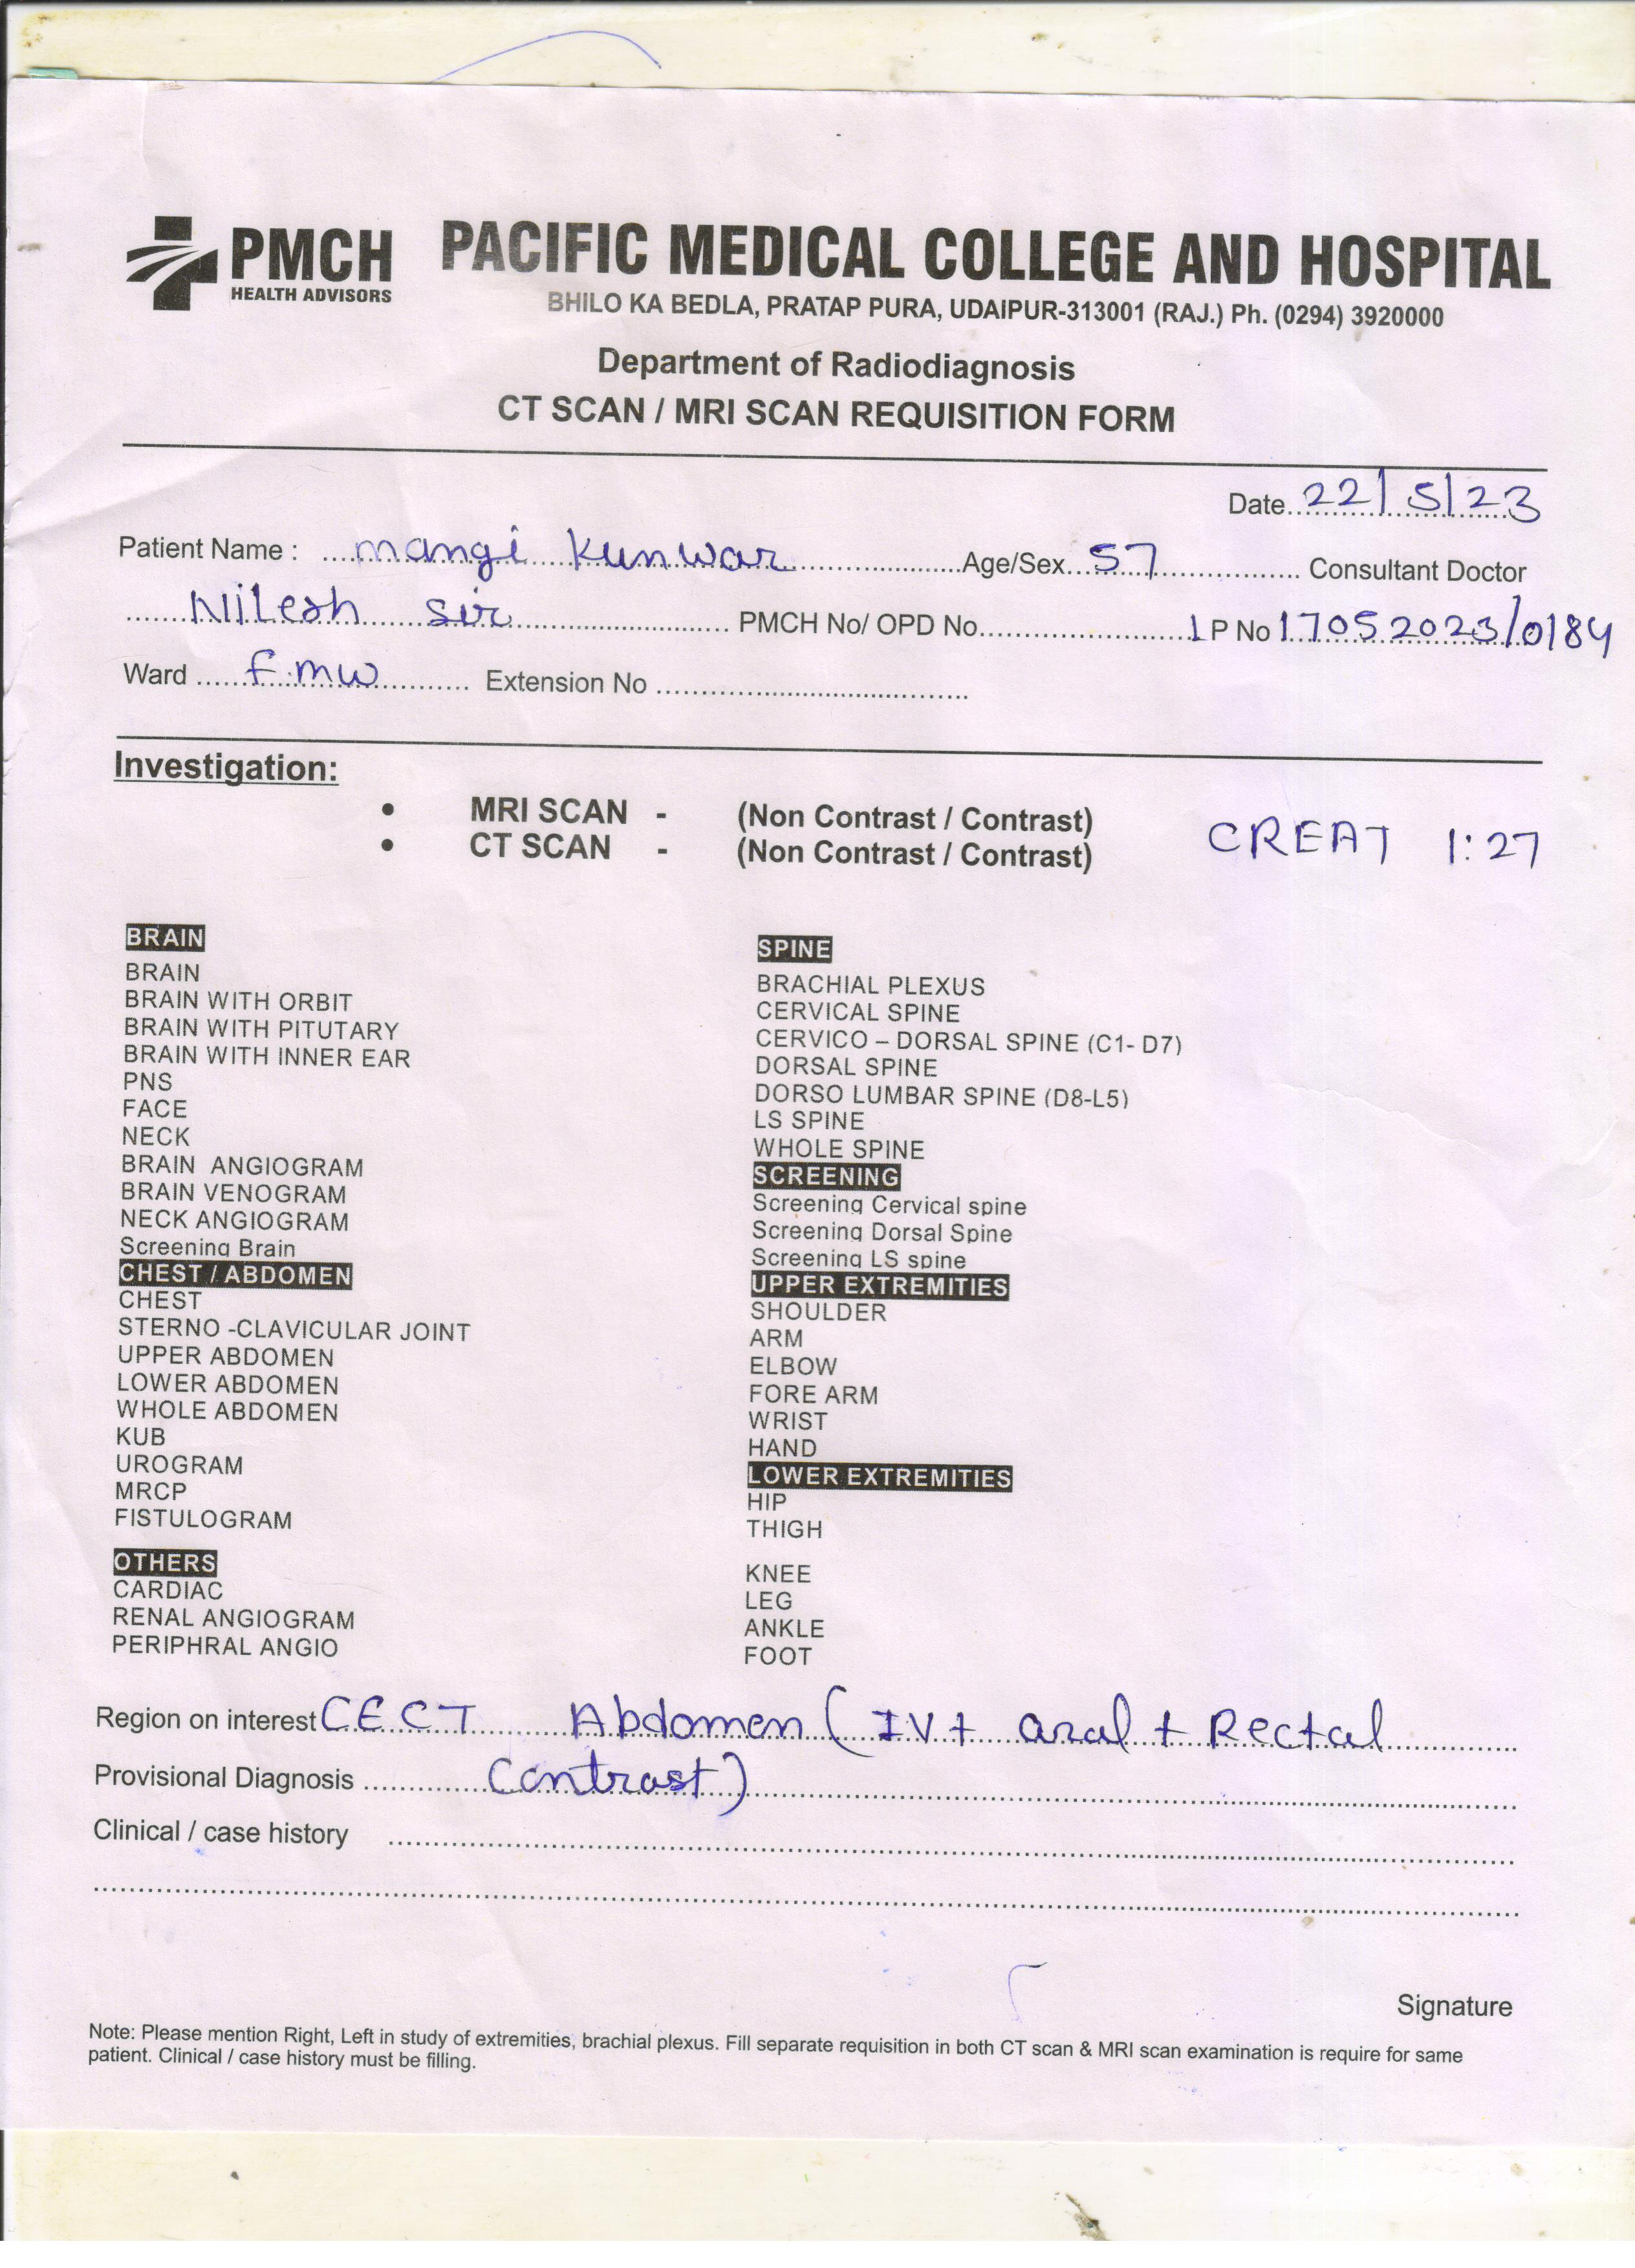 PMCH
HEALTH ADVISORS
PACIFIC MEDICAL COLLEGE AND HOSPITAL
BHILO KA BEDLA, PRATAP PURA, UDAIPUR-313001 (RAJ.) Ph. (0294) 3920000
Department of Radiodiagnosis
CT SCAN / MRI SCAN REQUISITION FORM
Date 22/5/23
Patient Name : mangi Kunwar Age/Sex 57 Consultant Doctor
Nilesh sir PMCH No/ OPD No. IP No 17052023/0184
Ward f.mw Extension No
Investigation:
• MRI SCAN - (Non Contrast / Contrast)
• CT SCAN - (Non Contrast / Contrast) CREAT 1:27
BRAIN
BRAIN
BRAIN WITH ORBIT
BRAIN WITH PITUTARY
BRAIN WITH INNER EAR
PNS
FACE
NECK
BRAIN ANGIOGRAM
BRAIN VENOGRAM
NECK ANGIOGRAM
Screening Brain
CHEST / ABDOMEN
CHEST
STERNO -CLAVICULAR JOINT
UPPER ABDOMEN
LOWER ABDOMEN
WHOLE ABDOMEN
KUB
UROGRAM
MRCP
FISTULOGRAM
OTHERS
CARDIAC
RENAL ANGIOGRAM
PERIPHRAL ANGIO
SPINE
BRACHIAL PLEXUS
CERVICAL SPINE
CERVICO – DORSAL SPINE (C1- D7)
DORSAL SPINE
DORSO LUMBAR SPINE (D8-L5)
LS SPINE
WHOLE SPINE
SCREENING
Screening Cervical spine
Screening Dorsal Spine
Screening LS spine
UPPER EXTREMITIES
SHOULDER
ARM
ELBOW
FORE ARM
WRIST
HAND
LOWER EXTREMITIES
HIP
THIGH
KNEE
LEG
ANKLE
FOOT
Region on interest CECT Abdomen (IV + oral + Rectal
Provisional Diagnosis Contrast)
Clinical / case history
Signature
Note: Please mention Right, Left in study of extremities, brachial plexus. Fill separate requisition in both CT scan & MRI scan examination is require for same
patient. Clinical / case history must be filling.